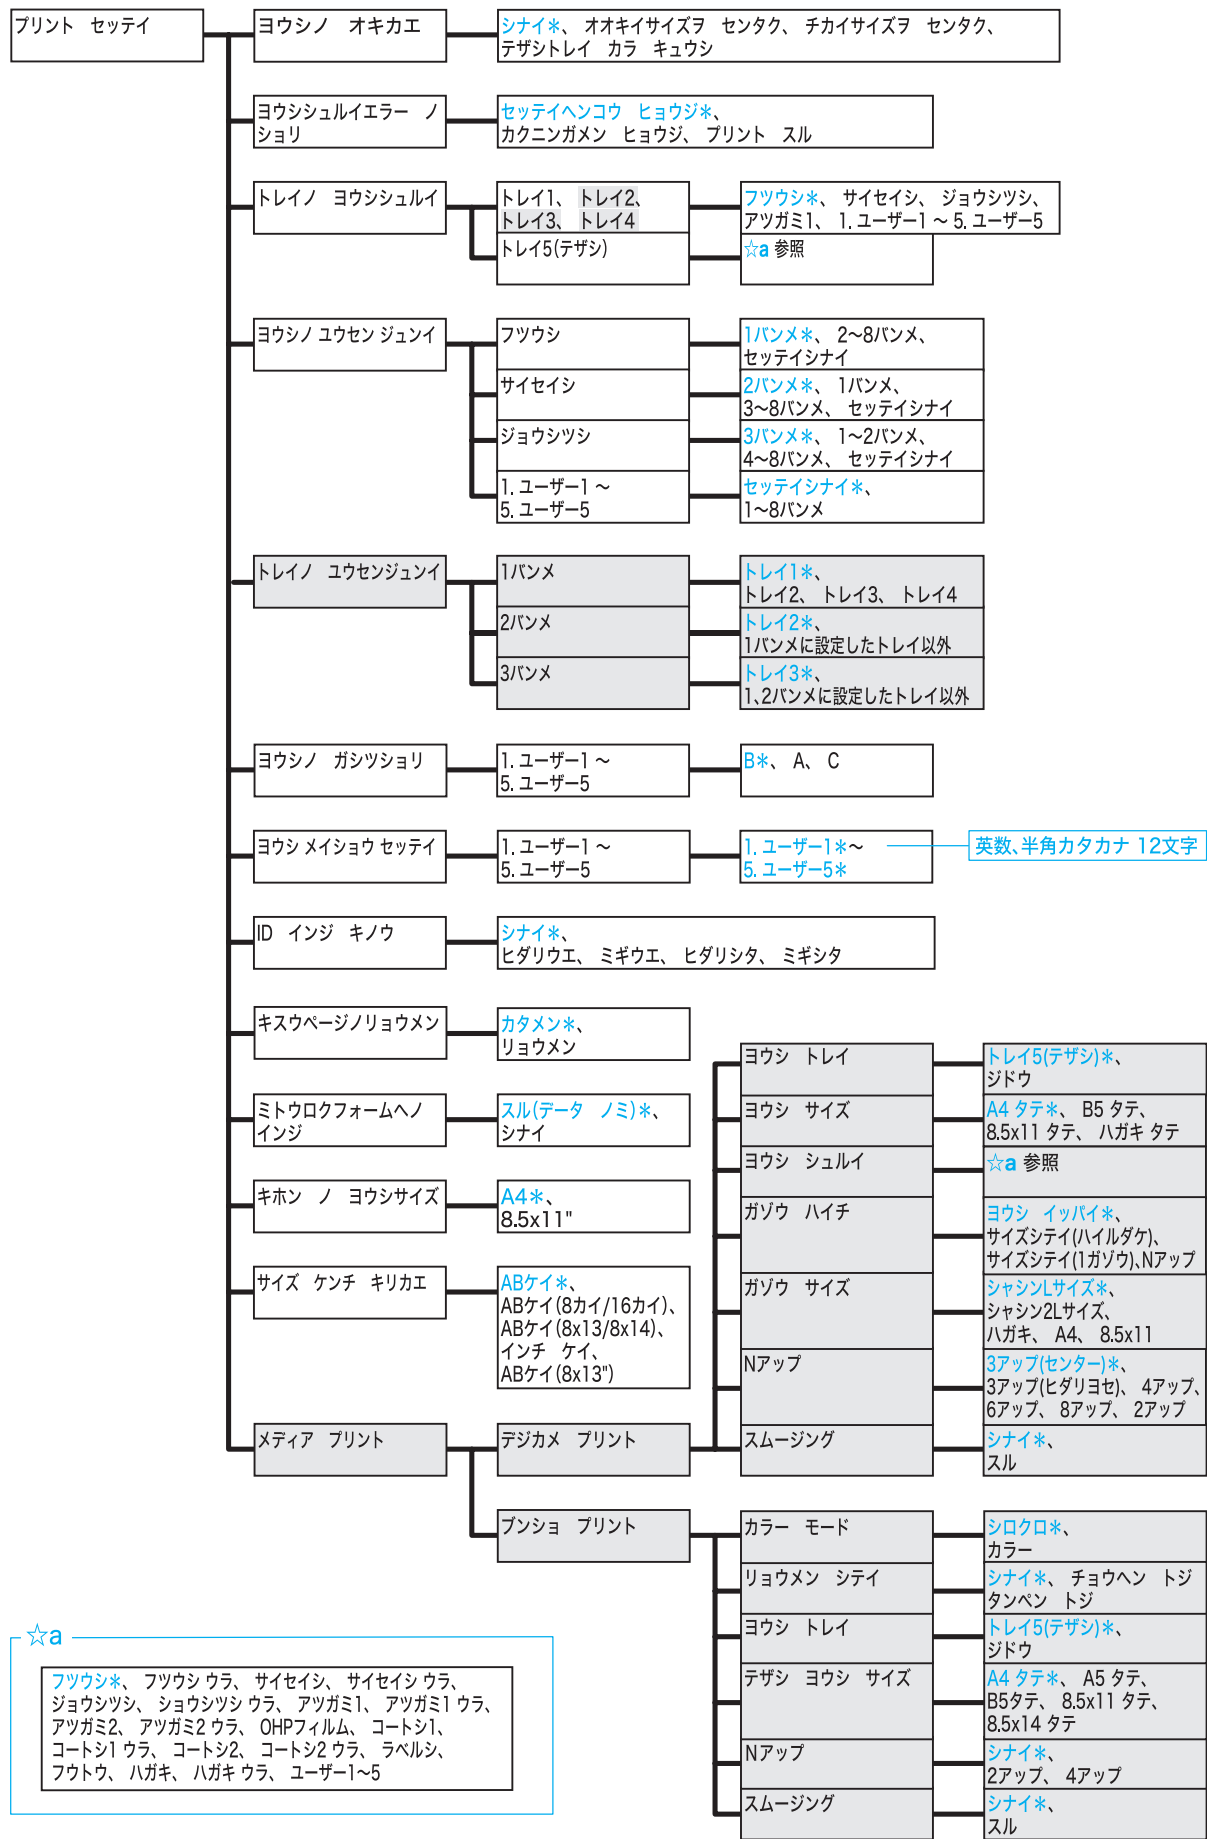 プリント　セッテイ
ヨウシノ　オキカエ
シナイ＊、 オオキイサイズヲ　センタク、 チカイサイズヲ　センタク、
テザシトレイ　カラ　キュウシ
ヨウシシュルイエラー　ノ
ショリ
セッテイヘンコウ　ヒョウジ＊、
カクニンガメン　ヒョウジ、 プリント　スル
トレイノ　ヨウシシュルイ
トレイ1、 トレイ2、
トレイ3、 トレイ4
フツウシ＊、 サイセイシ、 ジョウシツシ、
アツガミ1、 1. ユーザー1 ～ 5. ユーザー5
トレイ5(テザシ)
☆a 参照
ヨウシノ ユウセン ジュンイ
フツウシ
1バンメ＊、 2～8バンメ、
セッテイシナイ
サイセイシ
2バンメ＊、 1バンメ、
3～8バンメ、 セッテイシナイ
ジョウシツシ
3バンメ＊、 1～2バンメ、
4～8バンメ、 セッテイシナイ
1. ユーザー1 ～
5. ユーザー5
セッテイシナイ＊、
1～8バンメ
トレイノ　ユウセンジュンイ
1バンメ
トレイ1＊、
トレイ2、 トレイ3、 トレイ4
2バンメ
トレイ2＊、
1バンメに設定したトレイ以外
3バンメ
トレイ3＊、
1、2バンメに設定したトレイ以外
ヨウシノ　ガシツショリ
1. ユーザー1 ～
5. ユーザー5
B＊、 A、 C
ヨウシ メイショウ セッテイ
1. ユーザー1 ～
5. ユーザー5
1. ユーザー1＊～
5. ユーザー5＊
英数、半角カタカナ 12文字
ID　インジ　キノウ
シナイ＊、
ヒダリウエ、 ミギウエ、 ヒダリシタ、 ミギシタ
キスウページノリョウメン
カタメン＊、
リョウメン
ミトウロクフォームヘノ
インジ
スル(データ　ノミ)＊、
シナイ
キホン　ノ　ヨウシサイズ
A4＊、
8.5x11"
サイズ　ケンチ　キリカエ
ABケイ＊、
ABケイ(8カイ/16カイ)、
ABケイ(8x13/8x14)、
インチ　ケイ、
ABケイ(8x13")
メディア　プリント
デジカメ　プリント
ヨウシ　トレイ
トレイ5(テザシ)＊、
ジドウ
ヨウシ　サイズ
A4 タテ＊、 B5 タテ、
8.5x11 タテ、 ハガキ タテ
ヨウシ　シュルイ
☆a 参照
ガゾウ　ハイチ
ヨウシ　イッパイ＊、
サイズシテイ(ハイルダケ)、
サイズシテイ(1ガゾウ)、Nアップ
ガゾウ　サイズ
シャシンLサイズ＊、
シャシン2Lサイズ、
ハガキ、 A4、 8.5x11
Nアップ
3アップ(センター)＊、
3アップ(ヒダリヨセ)、 4アップ、
6アップ、 8アップ、 2アップ
スムージング
シナイ＊、
スル
ブンショ　プリント
カラー　モード
シロクロ＊、
カラー
リョウメン　シテイ
シナイ＊、 チョウヘン　トジ
タンペン　トジ
ヨウシ　トレイ
トレイ5(テザシ)＊、
ジドウ
テザシ　ヨウシ　サイズ
A4 タテ＊、 A5 タテ、
B5タテ、 8.5x11 タテ、
8.5x14 タテ
Nアップ
シナイ＊、
2アップ、 4アップ
スムージング
シナイ＊、
スル
☆a
フツウシ＊、 フツウシ ウラ、 サイセイシ、 サイセイシ ウラ、
ジョウシツシ、 ショウシツシ ウラ、 アツガミ1、 アツガミ1 ウラ、
アツガミ2、 アツガミ2 ウラ、 OHPフィルム、 コートシ1、
コートシ1 ウラ、 コートシ2、 コートシ2 ウラ、 ラベルシ、
フウトウ、 ハガキ、 ハガキ ウラ、 ユーザー1～5